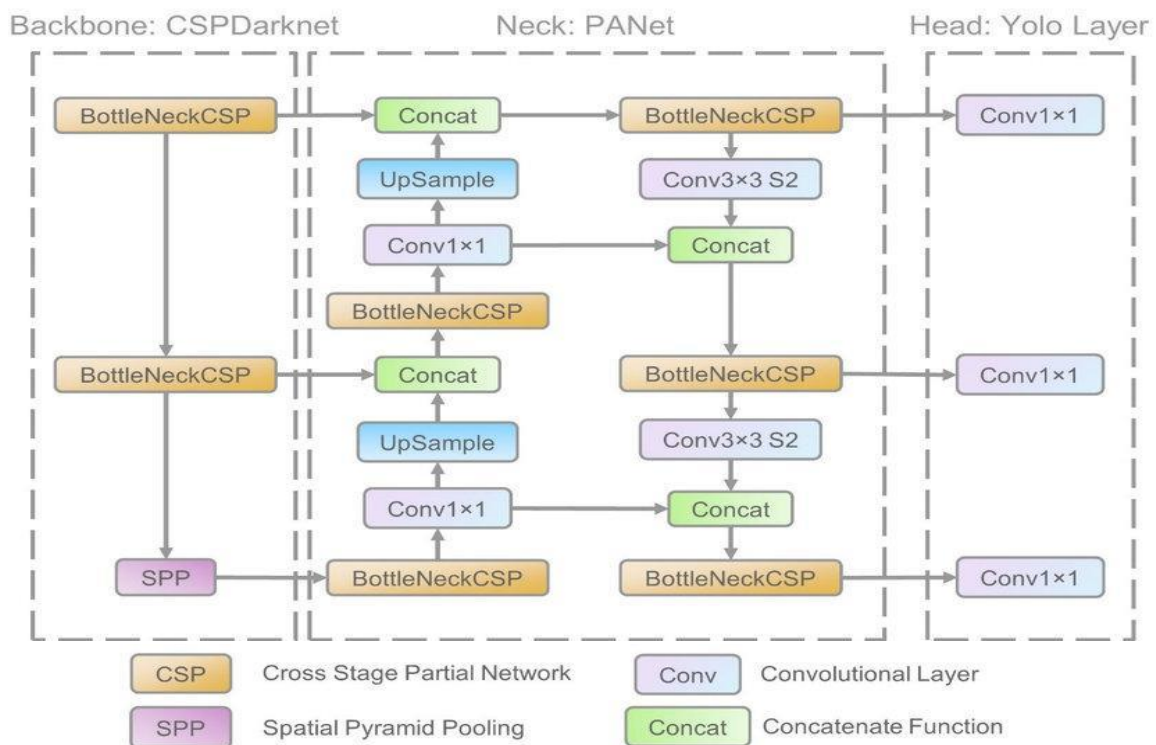 Backbone: CSPDarknet
Neck: PANet
Head: Yolo Layer
BottleNeckCSP
Concat
BottleNeckCSP
Conv1×1
UpSample
Conv3×3 S2
Conv1×1
Concat
BottleNeckCSP
BottleNeckCSP
Concat
BottleNeckCSP
Conv1×1
UpSample
Conv3×3 S2
Conv1×1
Concat
SPP
BottleNeckCSP
BottleNeckCSP
Conv1×1
CSP
Cross Stage Partial Network
Conv
Convolutional Layer
SPP
Spatial Pyramid Pooling
Concat
Concatenate Function